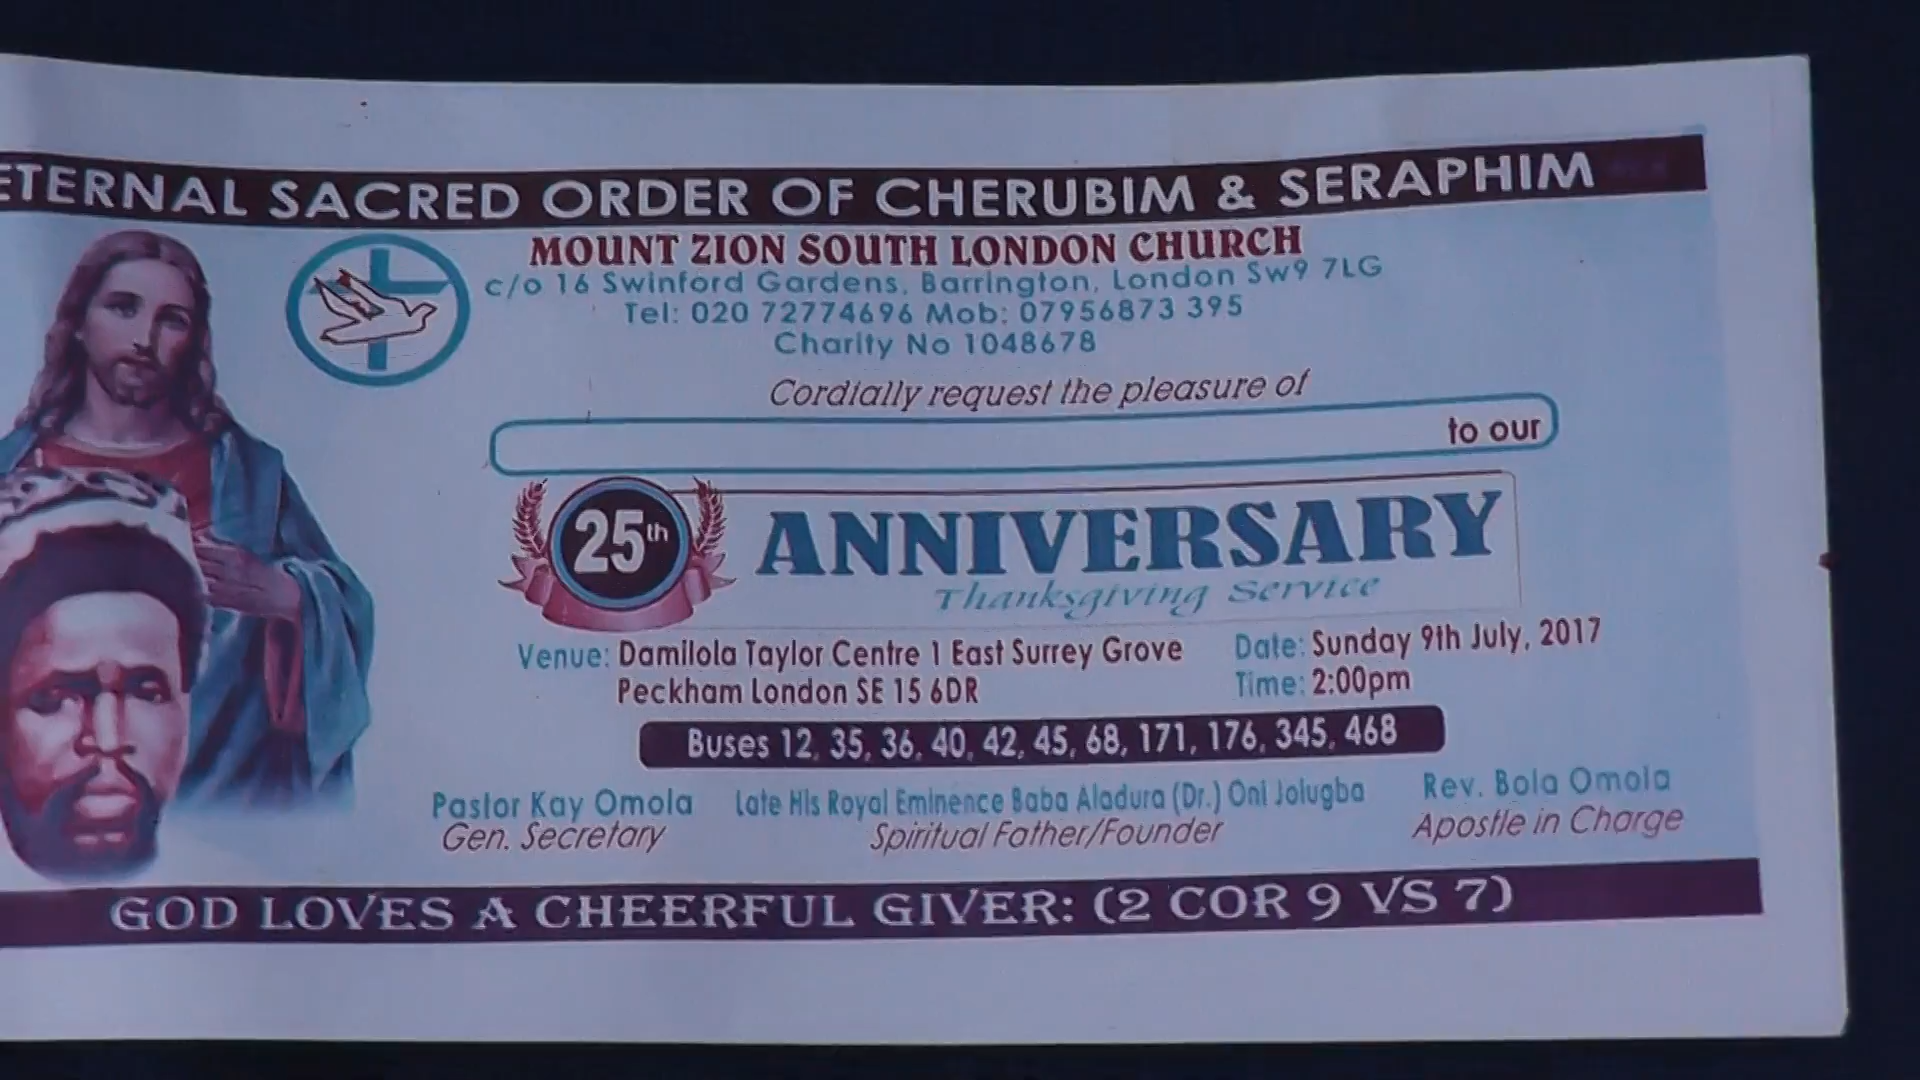 ETERNAL SACRED ORDER OF CHERUBIM & SERAPHIM
MOUNT ZION SOUTH LONDON CHURCH
c/o 16 Swinford Gardens, Barrington, London Sw9 7LG
Tel: 020 72774696 Mob: 07956873 395
Charity No 1048678
Cordially request the pleasure of
to our
25th ANNIVERSARY
Thanksgiving Service
Venue: Damilola Taylor Centre 1 East Surrey Grove
Peckham London SE 15 6DR
Date: Sunday 9th July, 2017
Time: 2:00pm
Buses 12, 35, 36, 40, 42, 45, 68, 171, 176, 345, 468
Pastor Kay Omola
Gen. Secretary
Late His Royal Eminence Baba Aladura (Dr.) Oni Jolugba
Spiritual Father/Founder
Rev. Bola Omola
Apostle in Charge
GOD LOVES A CHEERFUL GIVER: (2 COR 9 VS 7)